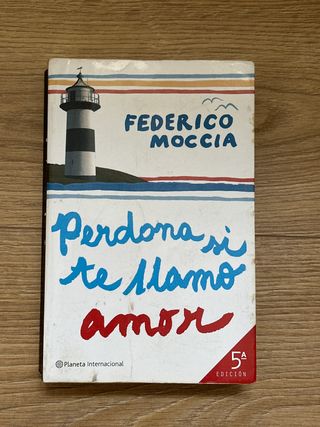 FEDERICO
MOCCIA
Perdona si
te llamo
amor
Planeta Internacional
5ª
EDICIÓN